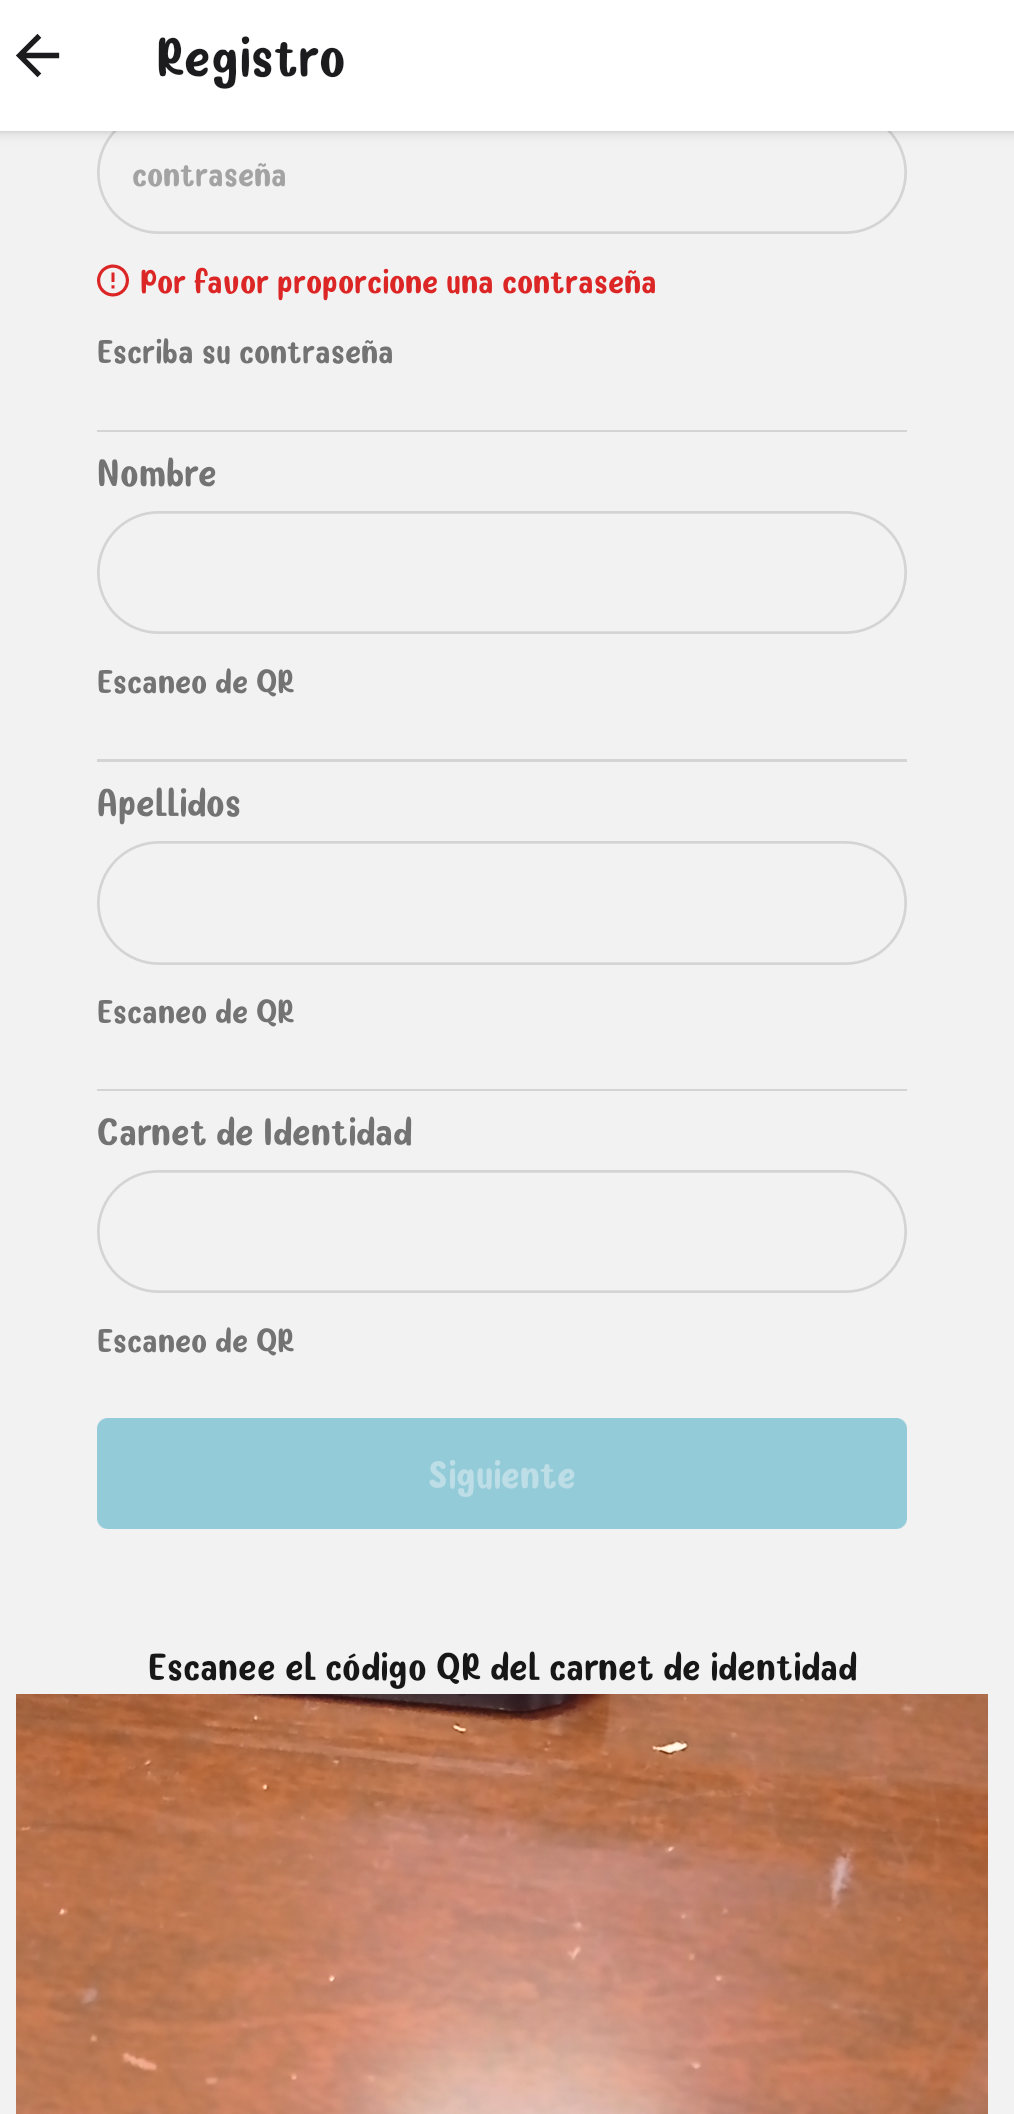 Registro
contraseña
Por favor proporcione una contraseña
Escriba su contraseña
Nombre
Escaneo de QR
Apellidos
Escaneo de QR
Carnet de Identidad
Escaneo de QR
Siguiente
Escanee el código QR del carnet de identidad